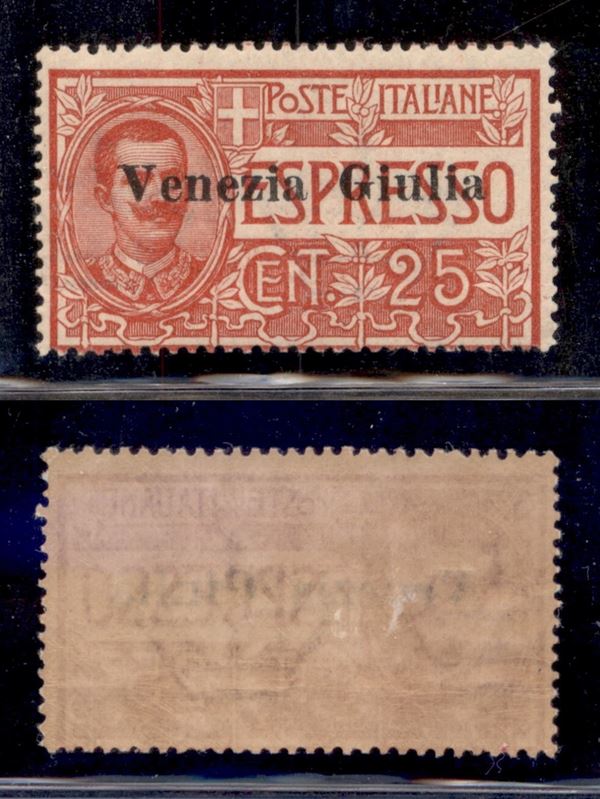 POSTE ITALIANE
Venezia Giulia
ESPRESSO
CENT. 25